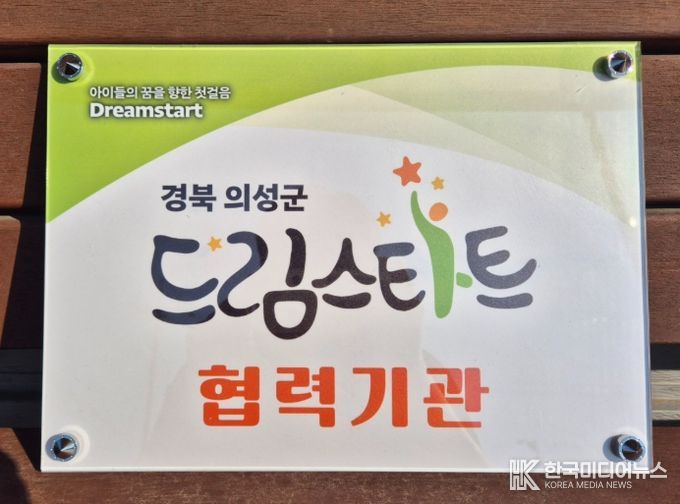 아이들의 꿈을 향한 첫걸음
Dreamstart
경북 의성군
드림스타트
협력기관
HK 한국미디어뉴스
KOREA MEDIA NEWS